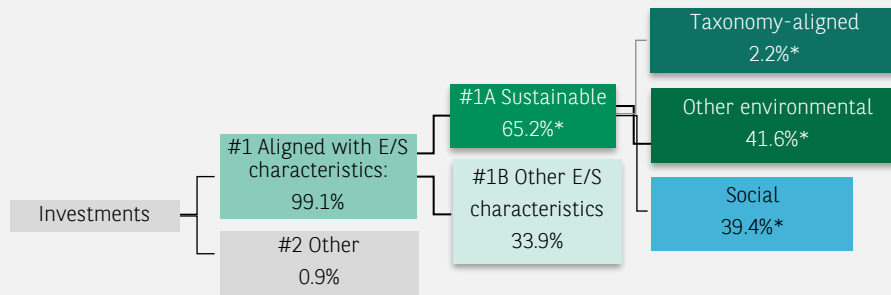 Investments
#1 Aligned with E/S
characteristics:
99.1%
#2 Other
0.9%
#1A Sustainable
65.2%*
#1B Other E/S
characteristics
33.9%
Taxonomy-aligned
2.2%*
Other environmental
41.6%*
Social
39.4%*